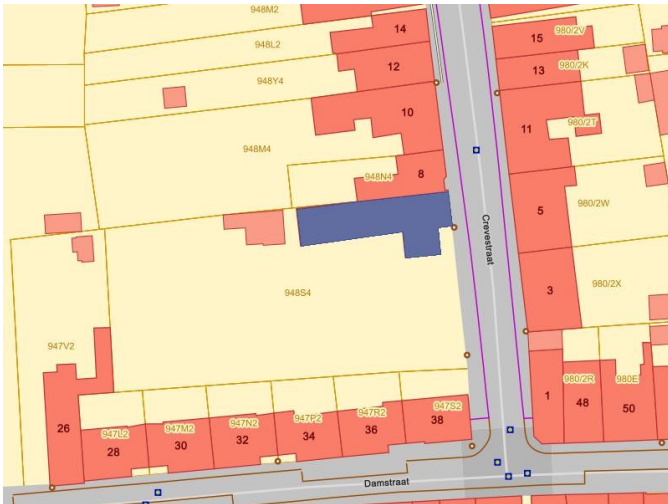 948M2
14
15
980/2V
948L2
12
13
980/2K
948Y4
10
11
980/2T
948M4
8
948N4
5
980/2W
Crevestraat
3
980/2X
948S4
947V2
1
980/2R
980E
48
50
26
947L2
28
947M2
30
947N2
32
947P2
34
947R2
36
947S2
38
Damstraat